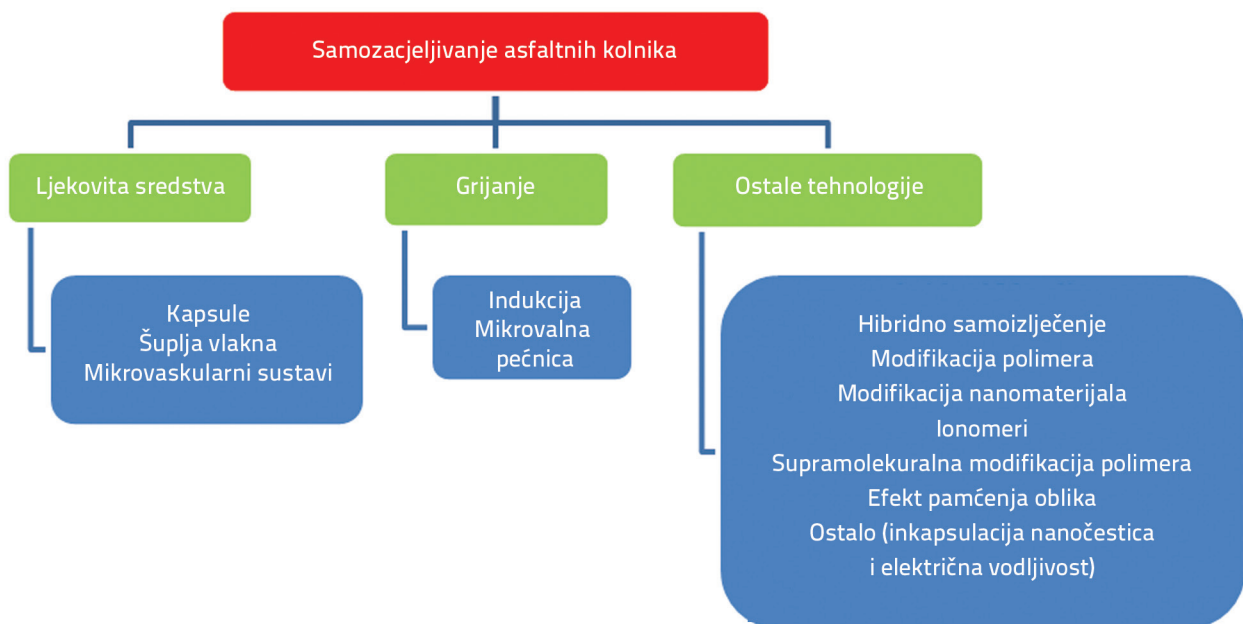 Samozacjeljivanje asfaltnih kolnika
Ljekovita sredstva
Grijanje
Ostale tehnologije
Kapsule
Šuplja vlakna
Mikrovaskularni sustavi
Indukcija
Mikrovalna
pećnica
Hibridno samoizlječenje
Modifikacija polimera
Modifikacija nanomaterijala
Ionomeri
Supramolekuralna modifikacija polimera
Efekt pamćenja oblika
Ostalo (inkapsulacija nanočestica
i električna vodljivost)